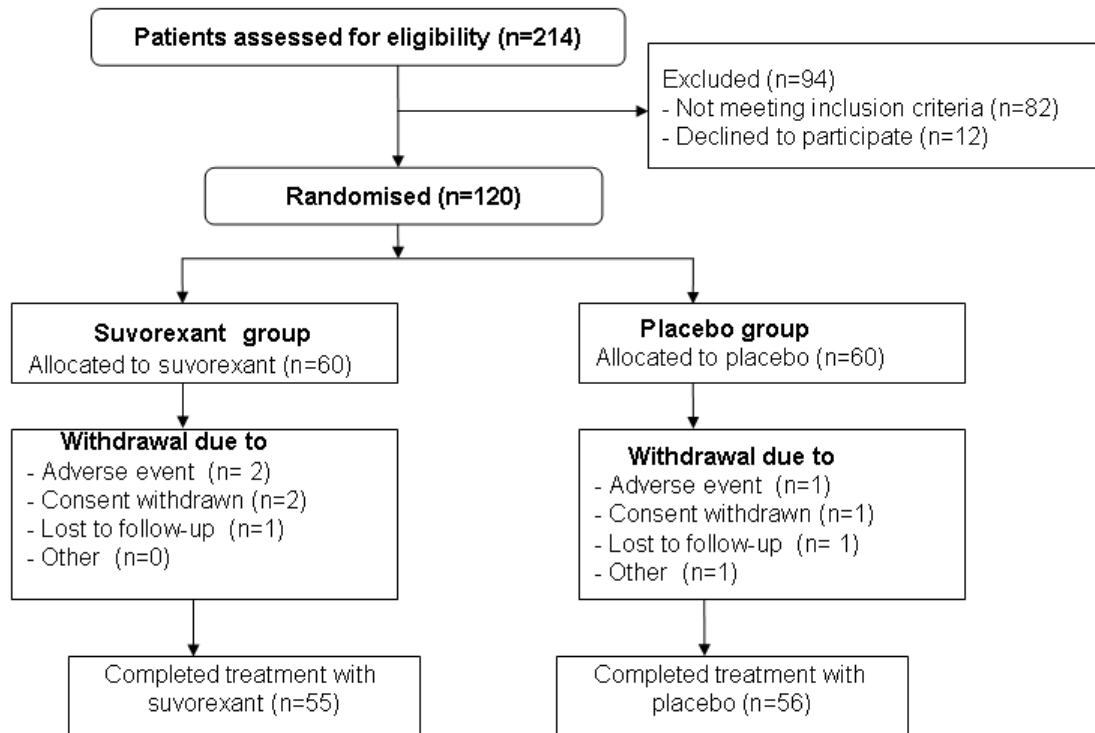 Patients assessed for eligibility (n=214)
Excluded (n=94)
- Not meeting inclusion criteria (n=82)
- Declined to participate (n=12)
Randomised (n=120)
Suvorexant group
Allocated to suvorexant (n=60)
Placebo group
Allocated to placebo (n=60)
Withdrawal due to
- Adverse event (n= 2)
- Consent withdrawn (n=2)
- Lost to follow-up (n=1)
- Other (n=0)
Withdrawal due to
- Adverse event (n=1)
- Consent withdrawn (n=1)
- Lost to follow-up (n= 1)
- Other (n=1)
Completed treatment with
suvorexant (n=55)
Completed treatment with
placebo (n=56)